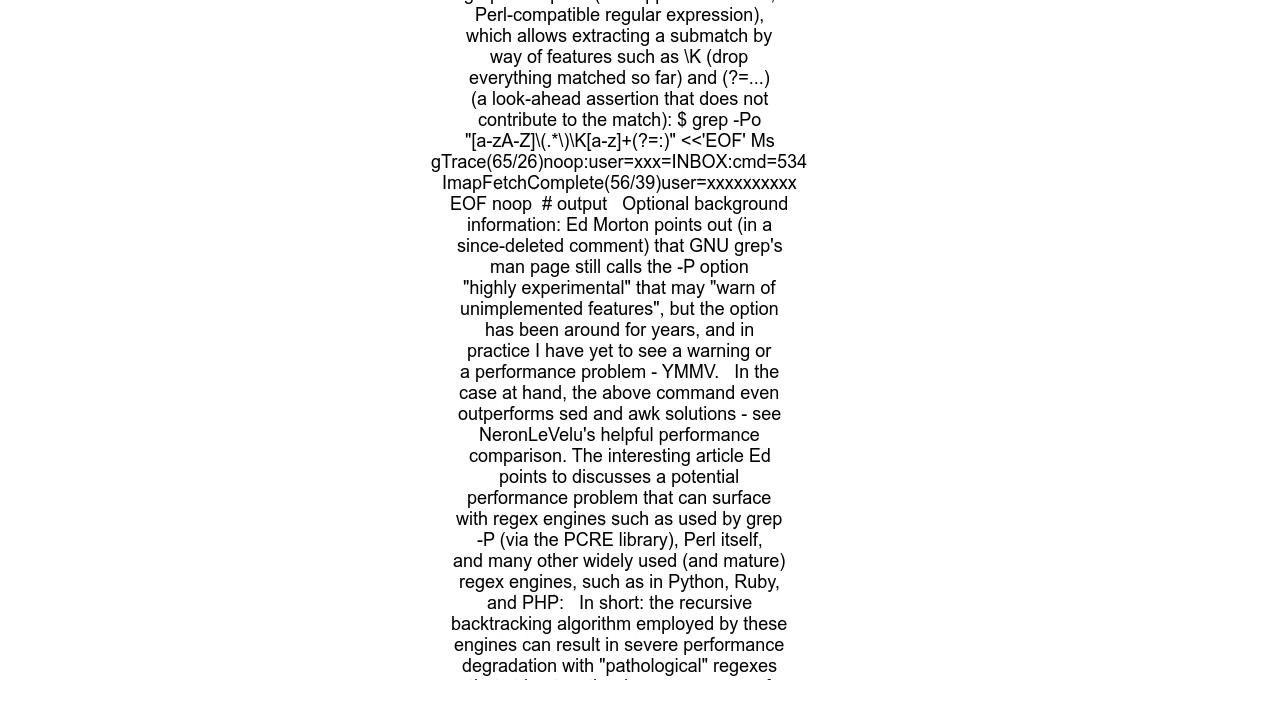 Perl-compatible regular expression),
which allows extracting a submatch by
way of features such as \K (drop
everything matched so far) and (?=...)
(a look-ahead assertion that does not
contribute to the match): $ grep -Po
"[a-zA-Z]\(.*\)\K[a-z]+(?=:)" <<'EOF' Ms
gTrace(65/26)noop:user=xxx=INBOX:cmd=534
ImapFetchComplete(56/39)user=xxxxxxxxxx
EOF noop  # output   Optional background
information: Ed Morton points out (in a
since-deleted comment) that GNU grep's
man page still calls the -P option
"highly experimental" that may "warn of
unimplemented features", but the option
has been around for years, and in
practice I have yet to see a warning or
a performance problem - YMMV.   In the
case at hand, the above command even
outperforms sed and awk solutions - see
NeronLeVelu's helpful performance
comparison. The interesting article Ed
points to discusses a potential
performance problem that can surface
with regex engines such as used by grep
-P (via the PCRE library), Perl itself,
and many other widely used (and mature)
regex engines, such as in Python, Ruby,
and PHP:   In short: the recursive
backtracking algorithm employed by these
engines can result in severe performance
degradation with "pathological" regexes